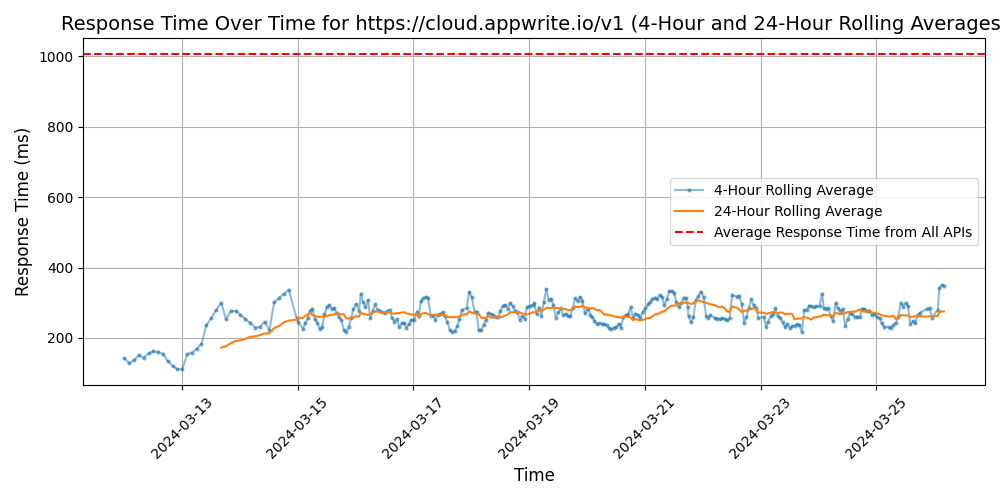 Response Time Over Time for https://cloud.appwrite.io/v1 (4-Hour and 24-Hour Rolling Averages
Response Time (ms)
1000
800
600
400
200
4-Hour Rolling Average
24-Hour Rolling Average
Average Response Time from All APIs
2024-03-13
2024-03-15
2024-03-17
2024-03-19
2024-03-21
2024-03-23
2024-03-25
Time